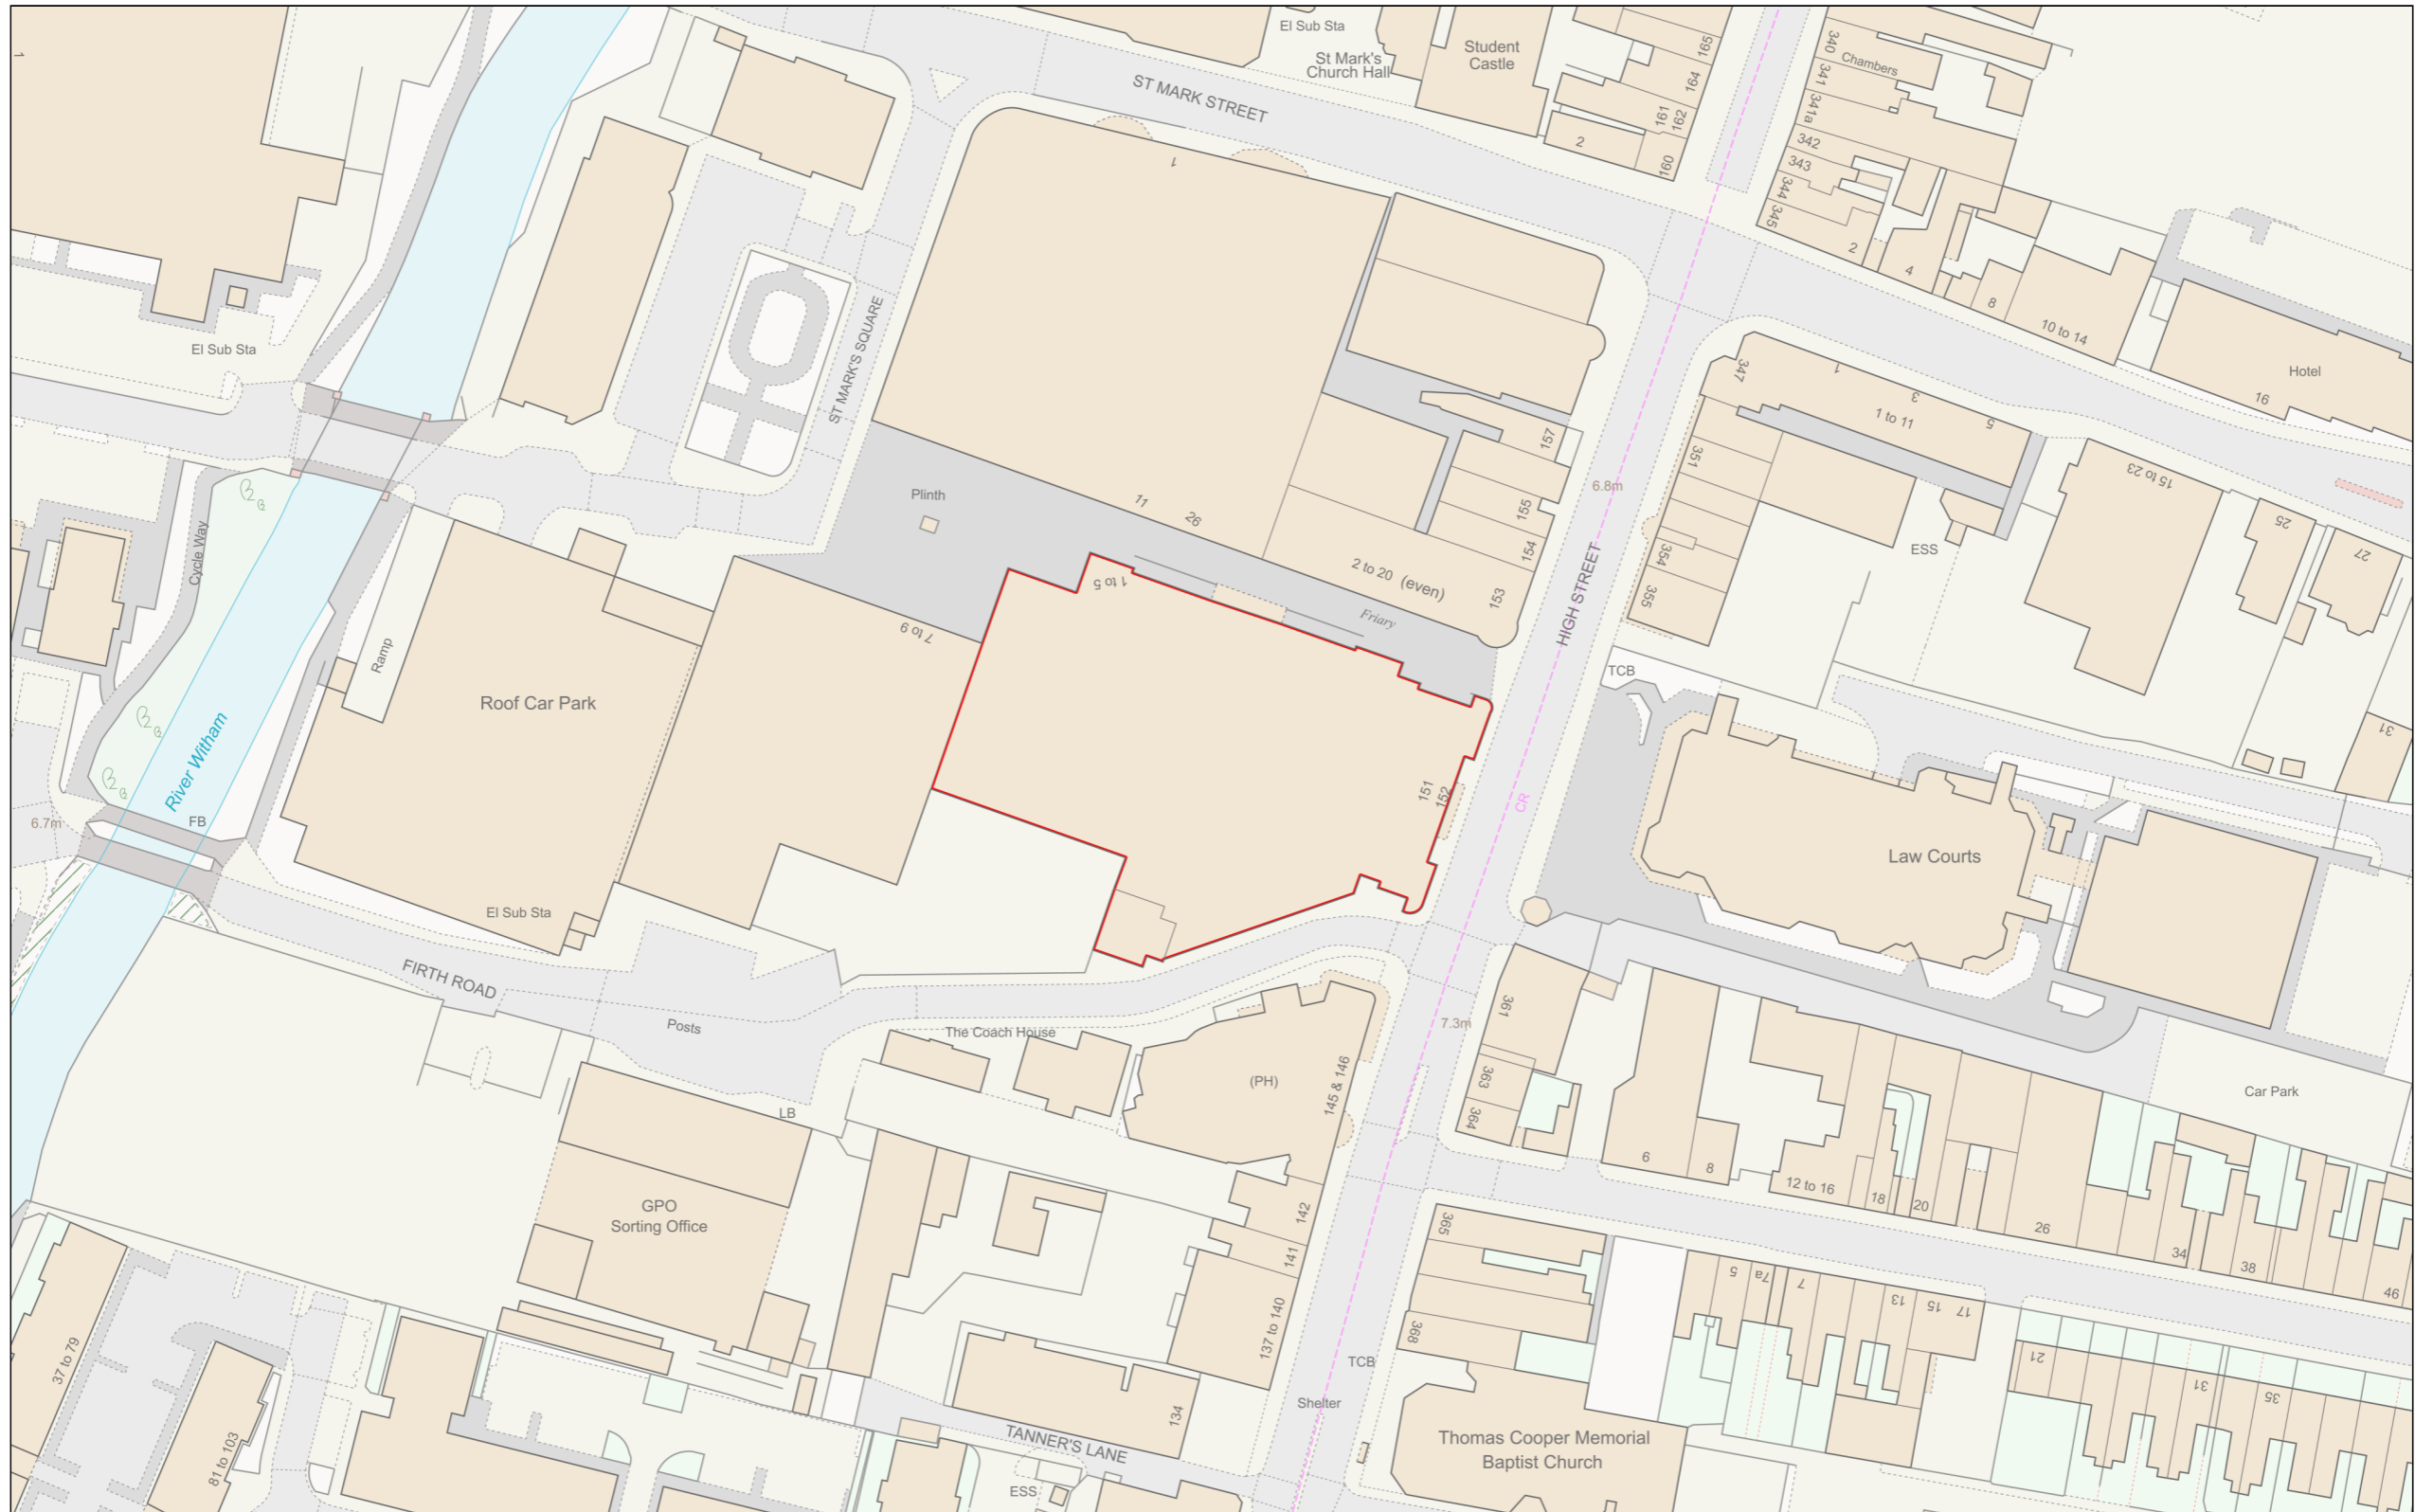 1
El Sub Sta
St Mark's
Church Hall
Student
Castle
ST MARK STREET
165
164
161
162
160
2
340
Chambers
341
341a
342
343
344
345
2
4
8
10 to 14
Hotel
16
1
El Sub Sta
ST MARK'S SQUARE
347
1
3
1 to 11
5
157
351
15 to 23
6.8m
Plinth
11
26
155
154
354
ESS
25
27
Cycle Way
1 to 5
2 to 20 (even)
153
355
HIGH STREET
Friary
7 to 9
Ramp
TCB
Roof Car Park
31
River Witham
151
152
CR
6.7m
FB
Law Courts
El Sub Sta
FIRTH ROAD
361
Posts
The Coach House
7.3m
(PH)
145 & 146
363
364
LB
Car Park
6
8
12 to 16
18
20
26
34
38
46
GPO
Sorting Office
142
141
365
5
7a
7
13
15
17
137 to 140
368
37 to 79
TCB
21
31
35
Shelter
134
81 to 103
TANNER'S LANE
Thomas Cooper Memorial
Baptist Church
ESS